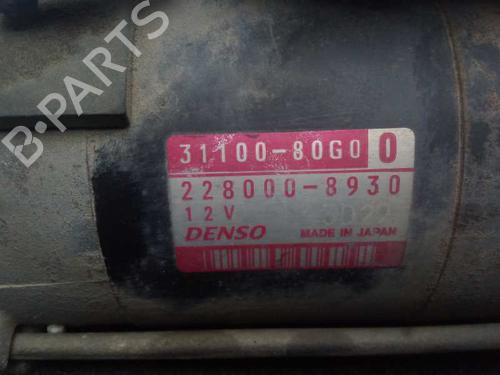 B-PARTS
31100-80G0 0
228000-8930
12V
DENSO MADE IN JAPAN